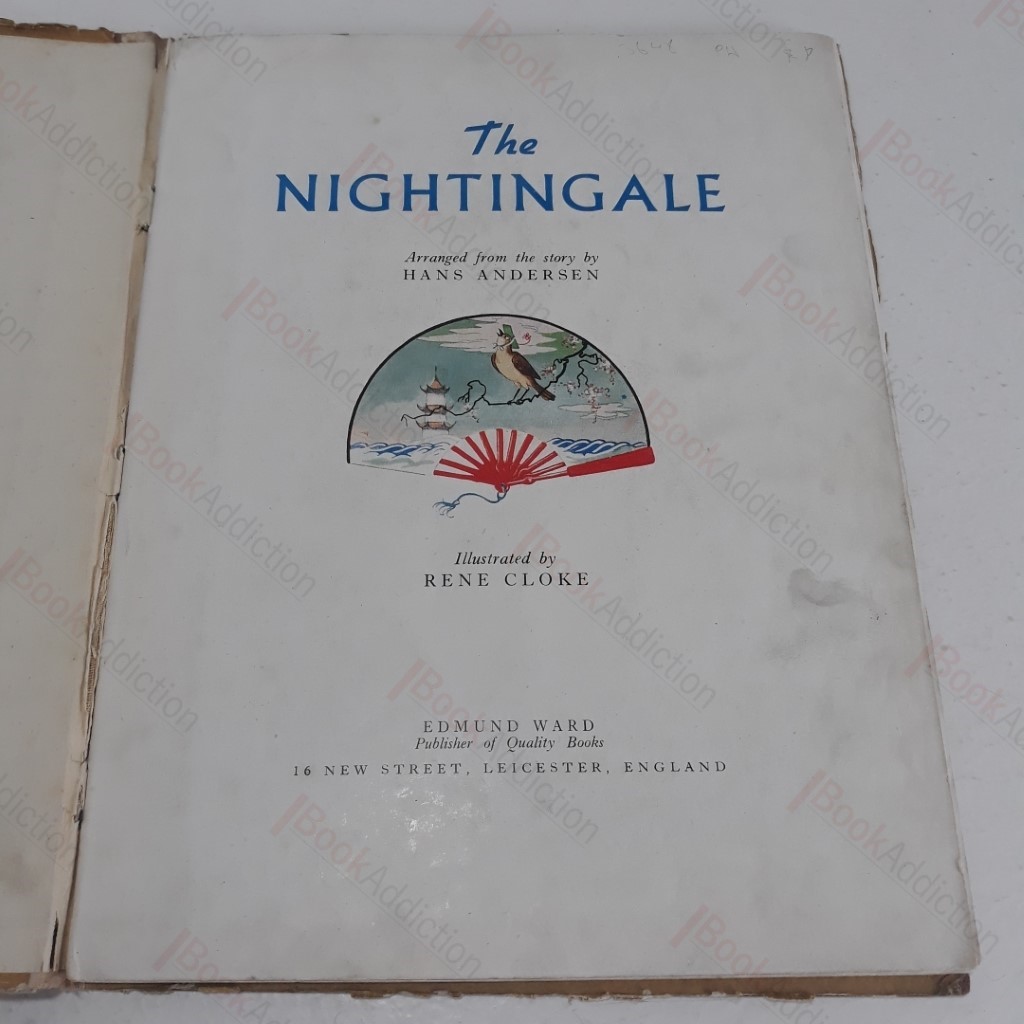 The
NIGHTINGALE
Arranged from the story by
HANS ANDERSEN
Illustrated by
RENE CLOKE
EDMUND WARD
Publisher of Quality Books
16 NEW STREET, LEICESTER, ENGLAND
BookAddiction